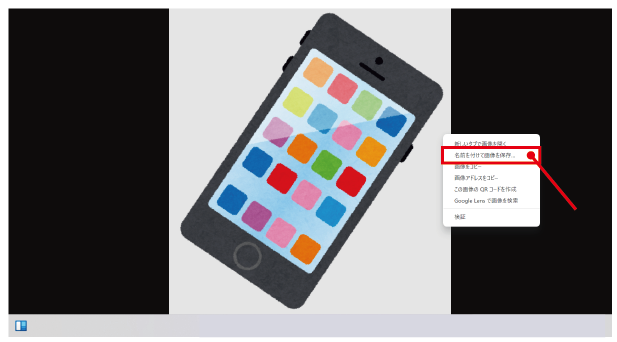 新しいタブで画像を開く
名前を付けて画像を保存...
画像をコピー
画像アドレスをコピー
この画像の QR コードを作成
Google Lens で画像を検索
検証